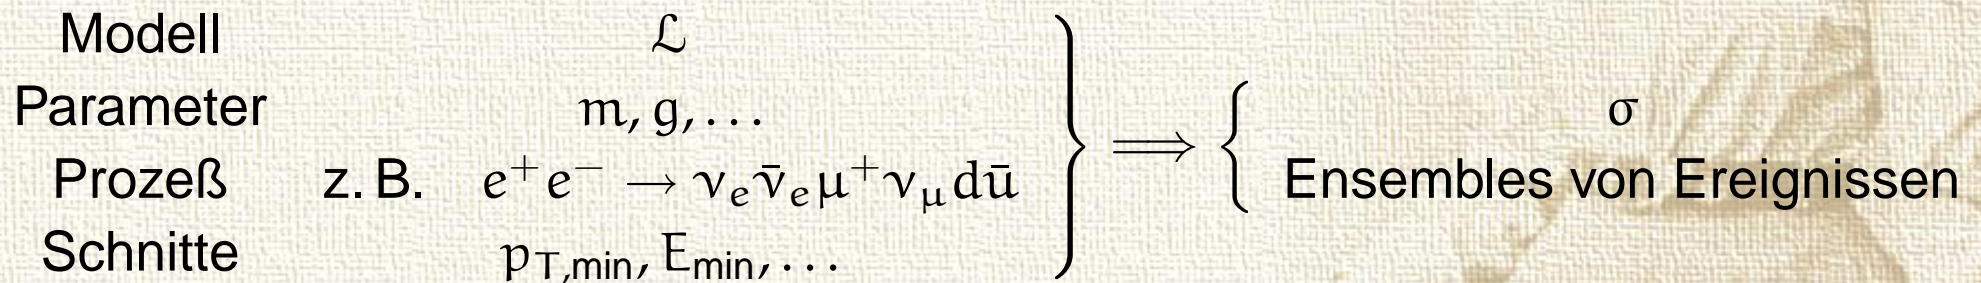 Modell ℒ
Parameter m, g, . . .
σ
Prozeß z. B. e⁺e⁻ → νₑν̄ₑμ⁺ν_μdū ⟹ Ensembles von Ereignissen
Schnitte p_T,min, E_min, . . .